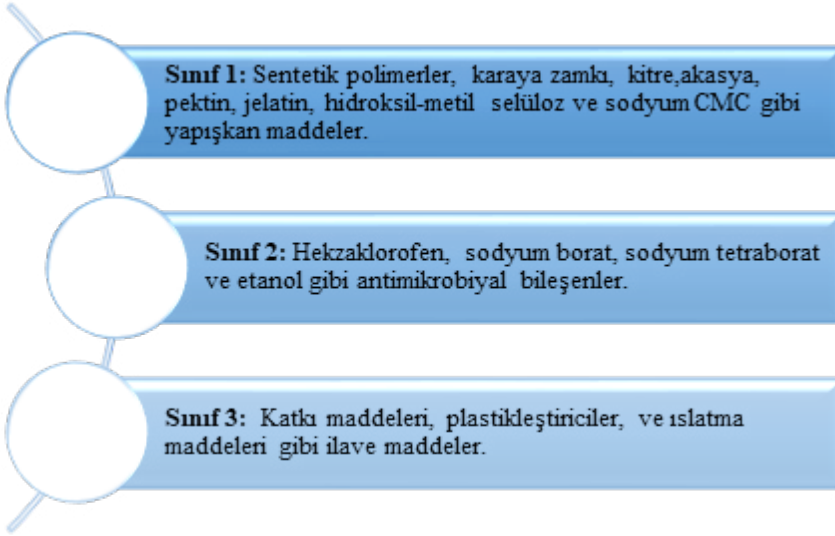 Sınıf 1: Sentetik polimerler, karaya zamkı, kitre,akasya,
pektin, jelatin, hidroksil-metil selüloz ve sodyum CMC gibi
yapışkan maddeler.
Sınıf 2: Hekzaklorofen, sodyum borat, sodyum tetraborat
ve etanol gibi antimikrobiyal bileşenler.
Sınıf 3: Katkı maddeleri, plastikleştiriciler, ve ıslatma
maddeleri gibi ilave maddeler.